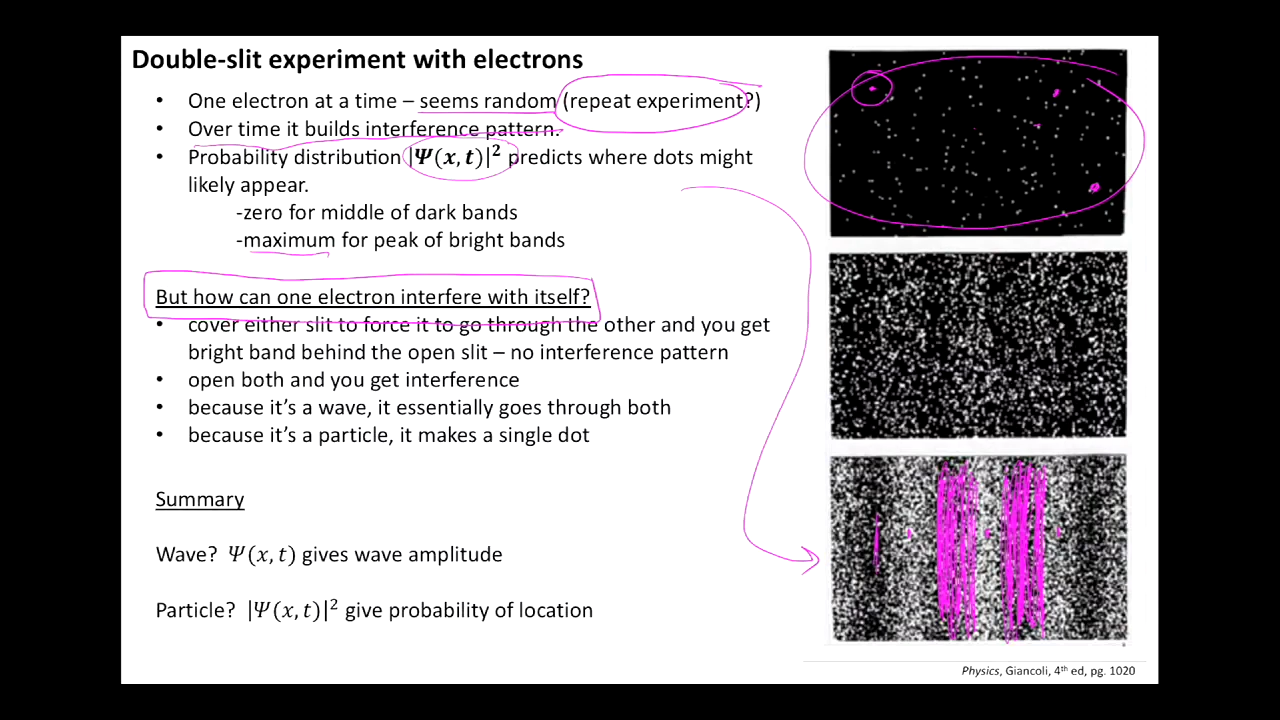 Double-slit experiment with electrons
• One electron at a time – seems random (repeat experiment?)
• Over time it builds interference pattern.
• Probability distribution |Ψ(x, t)|² predicts where dots might
likely appear.
-zero for middle of dark bands
-maximum for peak of bright bands
But how can one electron interfere with itself?
• cover either slit to force it to go through the other and you get
bright band behind the open slit – no interference pattern
• open both and you get interference
• because it's a wave, it essentially goes through both
• because it's a particle, it makes a single dot
Summary
Wave? Ψ(x, t) gives wave amplitude
Particle? |Ψ(x, t)|² give probability of location
Physics, Giancoli, 4th ed, pg. 1020